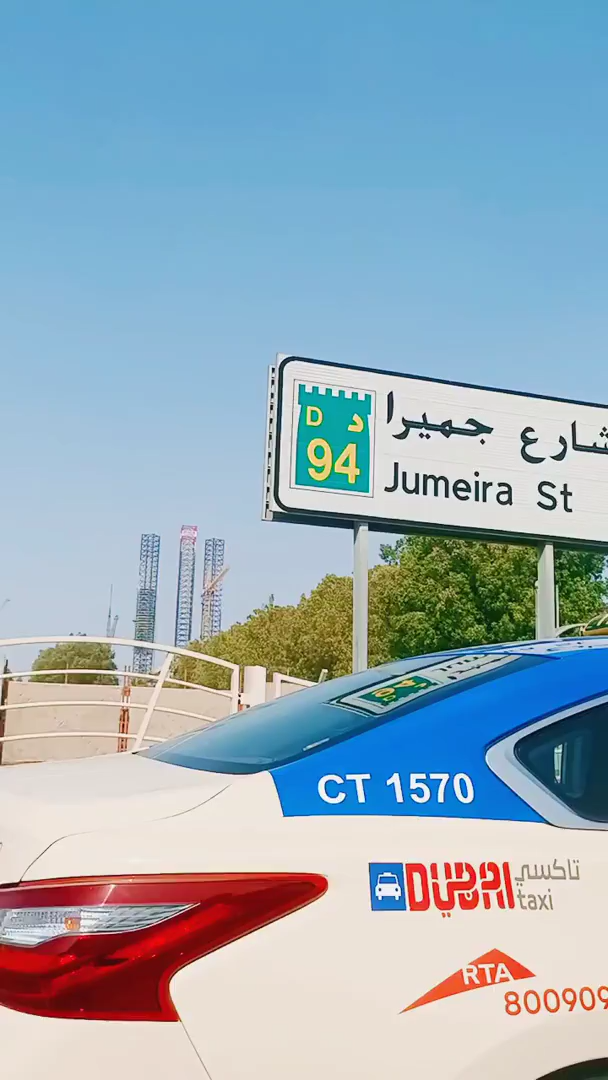 D د
94
شارع جميرا
Jumeira St
CT 1570
DUBAI تاكسي
taxi
RTA
800909